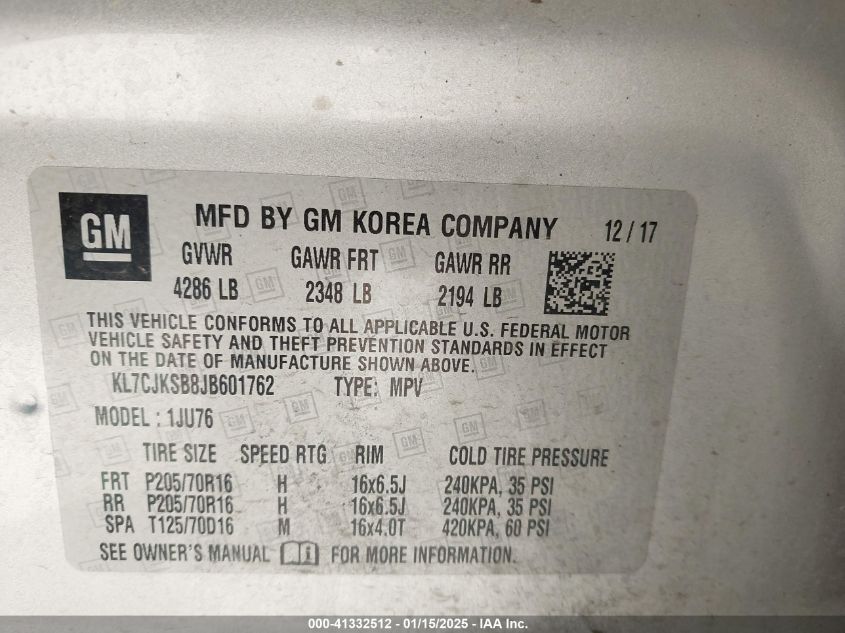 GM
MFD BY GM KOREA COMPANY 12 / 17
GVWR GAWR FRT GAWR RR
4286 LB 2348 LB 2194 LB
THIS VEHICLE CONFORMS TO ALL APPLICABLE U.S. FEDERAL MOTOR
VEHICLE SAFETY AND THEFT PREVENTION STANDARDS IN EFFECT
ON THE DATE OF MANUFACTURE SHOWN ABOVE.
KL7CJKSB8JB601762 TYPE: MPV
MODEL : 1JU76
TIRE SIZE SPEED RTG RIM COLD TIRE PRESSURE
FRT P205/70R16 H 16x6.5J 240KPA, 35 PSI
RR P205/70R16 H 16x6.5J 240KPA, 35 PSI
SPA T125/70D16 M 16x4.0T 420KPA, 60 PSI
SEE OWNER'S MANUAL FOR MORE INFORMATION.
000-41332512 - 01/15/2025 - IAA Inc.